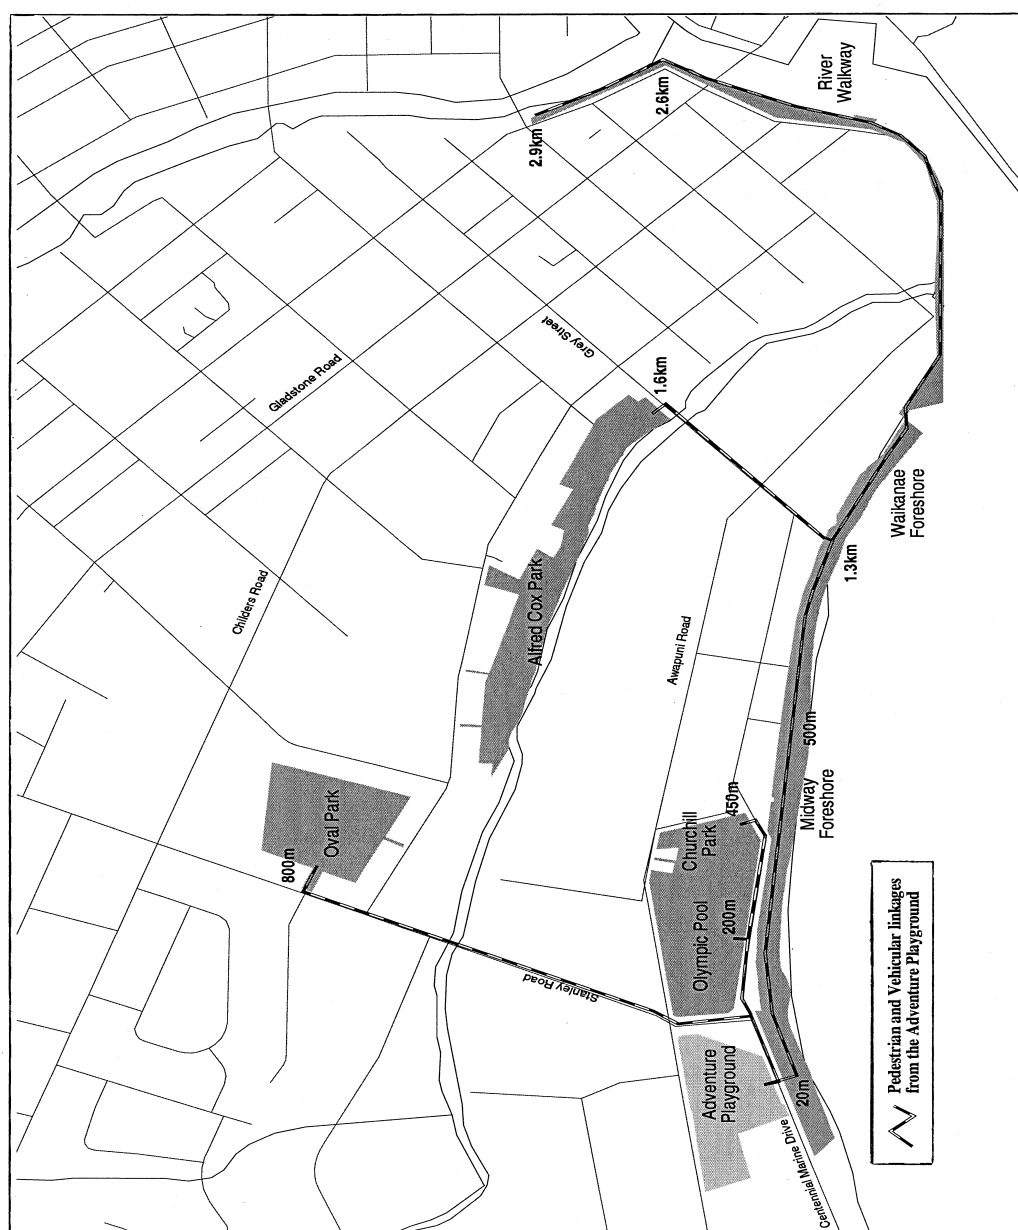 River
Walkway
2.6km
2.9km
Grey Street
1.6km
Gladstone Road
Waikanae
Foreshore
1.3km
Alfred Cox Park
Childers Road
Awapuni Road
500m
Midway
Foreshore
450m
Churchill
Park
Oval Park
800m
200m
Olympic Pool
Stanley Road
Adventure
Playground
20m
Centennial Marine Drive
Pedestrian and Vehicular linkages
from the Adventure Playground